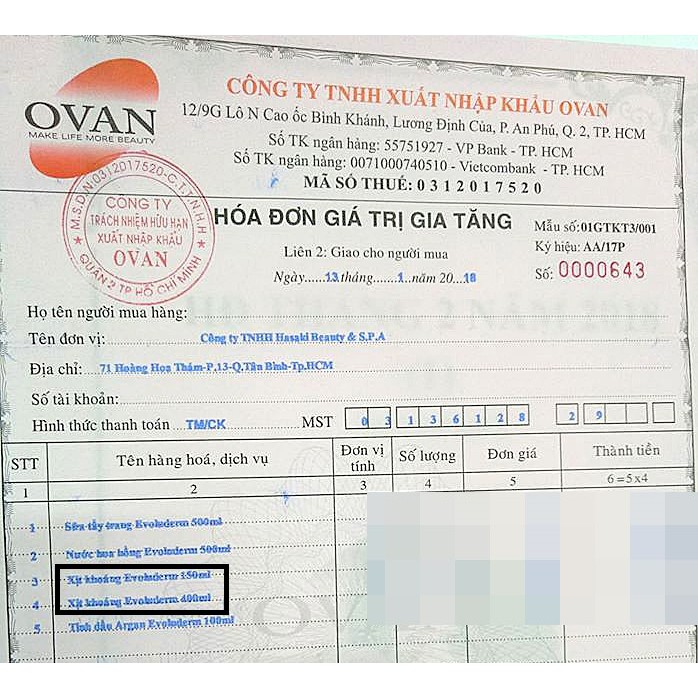 OVAN
MAKE LIFE MORE BEAUTY
CÔNG TY TNHH XUẤT NHẬP KHẨU OVAN
12/9G Lô N Cao ốc Bình Khánh, Lương Định Của, P. An Phú, Q. 2, TP. HCM
Số TK ngân hàng: 55751927 - VP Bank - TP. HCM
Số TK ngân hàng: 0071000740510 - Vietcombank - TP. HCM
MÃ SỐ THUẾ: 0312017520
M.S.D.N:0312017520-C.T.T.N.H.H
CÔNG TY
TRÁCH NHIỆM HỮU HẠN
XUẤT NHẬP KHẨU
OVAN
QUẬN 2 TP HỒ CHÍ MINH
HÓA ĐƠN GIÁ TRỊ GIA TĂNG
Liên 2: Giao cho người mua
Ngày......13 tháng......1...năm 20...18
Mẫu số:01GTKT3/001
Ký hiệu: AA/17P
Số: 0000643
Họ tên người mua hàng:
Tên đơn vị: Công ty TNHH Hasaki Beauty & S.P.A
Địa chỉ: 71 Hoàng Hoa Thám-P.13-Q.Tân Bình-Tp.HCM
Số tài khoản:
Hình thức thanh toán TM/CK MST 0 3 1 3 6 1 2 8 2 9
STT Tên hàng hoá, dịch vụ Đơn vị tính Số lượng Đơn giá Thành tiền
1 2 3 4 5 6=5x4
1 Sữa tẩy trang Evoluderm 500ml
2 Nước hoa hồng Evoluderm 500ml
3 Xịt khoáng Evoluderm 150ml
4 Xịt khoáng Evoluderm 400ml
5 Tinh dầu Argan Evoluderm 100ml